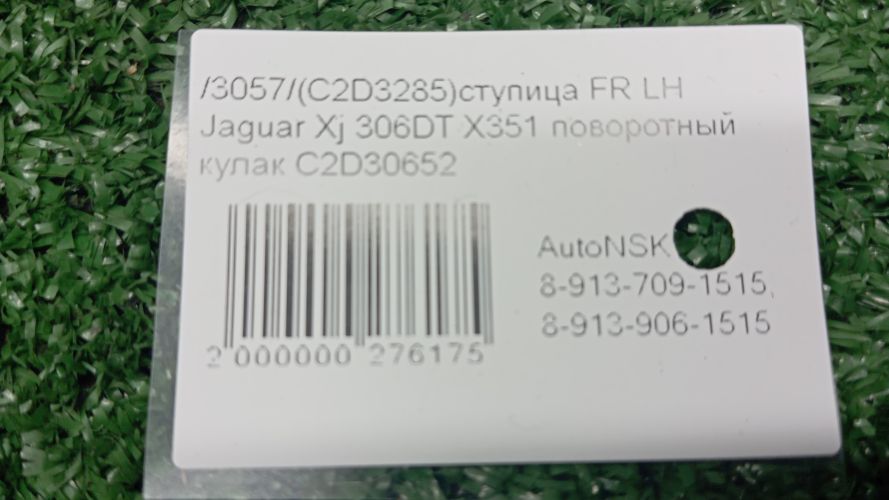 /3057/(C2D3285)ступица FR LH
Jaguar Xj 306DT X351 поворотный
кулак C2D30652
AutoNSK
8-913-709-1515,
8-913-906-1515
2 000000 276175